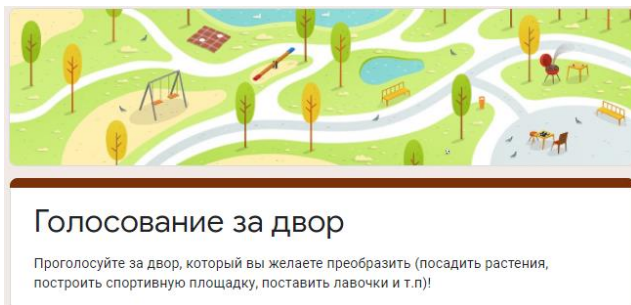 Голосование за двор
Проголосуйте за двор, который вы желаете преобразить (посадить растения,
построить спортивную площадку, поставить лавочки и т.п)!